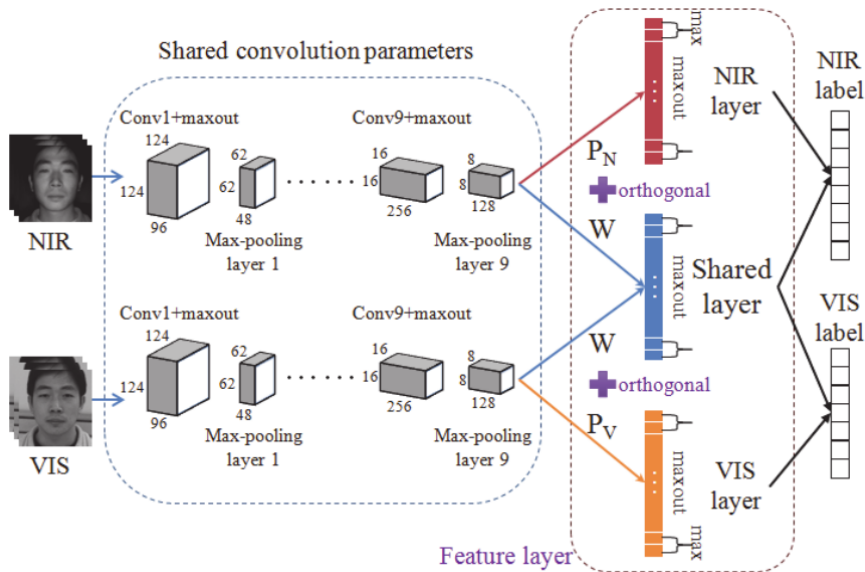 Shared convolution parameters
Conv1+maxout
124
124
96
62
62
48
Max-pooling
layer 1
Conv9+maxout
16
16
256
8
8
128
Max-pooling
layer 9
NIR
Conv1+maxout
124
124
96
62
62
48
Max-pooling
layer 1
Conv9+maxout
16
16
256
8
8
128
Max-pooling
layer 9
VIS
max
maxout
NIR
layer
P_N
orthogonal
W
maxout
Shared
layer
W
orthogonal
P_V
maxout
max
VIS
layer
Feature layer
NIR
label
VIS
label